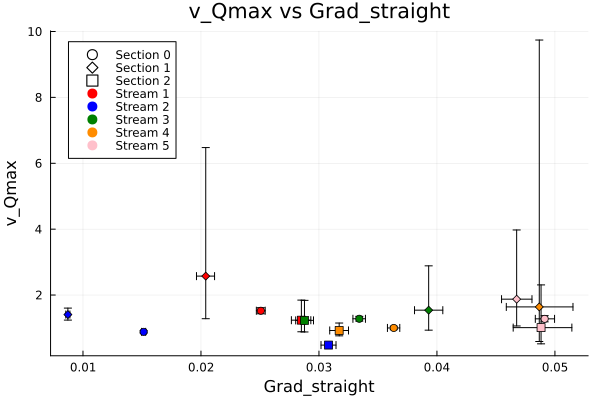 v_Qmax vs Grad_straight
10
8
6
4
2
v_Qmax
Section 0
Section 1
Section 2
Stream 1
Stream 2
Stream 3
Stream 4
Stream 5
0.01 0.02 0.03 0.04 0.05
Grad_straight